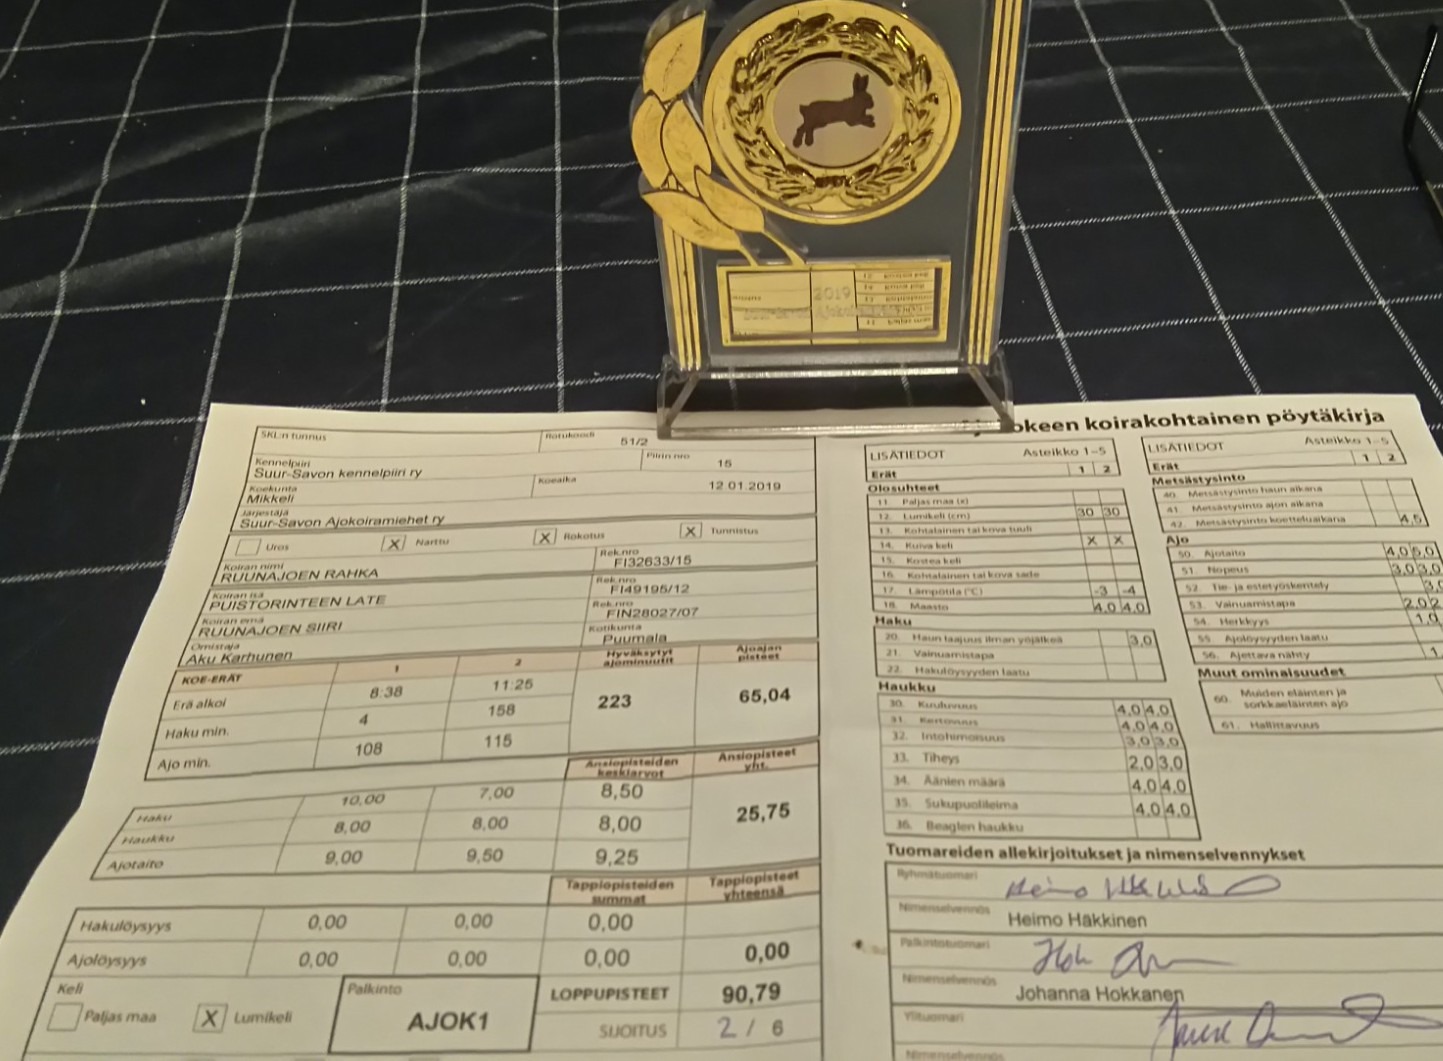 2019
Ajokokeen koirakohtainen pöytäkirja
SKL:n tunnus
Rotukoodi 51/2
Kennelpiiri
Suur-Savon kennelpiiri ry
Piirin nro 15
Koekunta
Mikkeli
Koeaika 12.01.2019
Järjestäjä
Suur-Savon Ajokoiramiehet ry
Uros X Narttu X Rokotus X Tunnistus
Koiran nimi
RUUNAJOEN RAHKA
Rek.nro
FI32633/15
Koiran isä
PUISTORINTEEN LATE
Rek.nro
FI49195/12
Koiran emä
RUUNAJOEN SIIRI
Rek.nro
FIN28027/07
Omistaja
Aku Karhunen
Kotikunta
Puumala
KOE-ERÄT 1 2 Hyväksytyt ajominuutit Ajoajan pisteet
Erä alkoi 8:38 11:25
Haku min. 4 158
Ajo min. 108 115
223 65,04
Ansiopisteiden keskiarvot Ansiopisteet yht.
Haku 10,00 7,00 8,50
Haukku 8,00 8,00 8,00
Ajotaito 9,00 9,50 9,25
25,75
Tappiopisteiden summat Tappiopisteet yhteensä
Hakulöysyys 0,00 0,00 0,00
Ajolöysyys 0,00 0,00 0,00
0,00
Keli
Paljas maa X Lumikeli
Palkinto
AJOK1
LOPPUPISTEET 90,79
SIJOITUS 2 / 6
LISÄTIEDOT Asteikko 1-5
Erät 1 2
Olosuhteet
11. Paljas maa (x)
12. Lumikeli (cm) 30 30
13. Kohtalainen tai kova tuuli
14. Kuiva keli X X
15. Kostea keli
16. Kohtalainen tai kova sade
17. Lämpötila (°C) -3 -4
18. Maasto 4,0 4,0
Haku
20. Haun laajuus ilman yöjälkeä 3,0
21. Vainuamistapa
22. Hakulöysyyden laatu
Haukku
30. Kuuluvuus 4,0 4,0
31. Kertovuus 4,0 4,0
32. Intohimoisuus 3,0 3,0
33. Tiheys 2,0 3,0
34. Äänien määrä 4,0 4,0
35. Sukupuolileima 4,0 4,0
36. Beaglen haukku
LISÄTIEDOT Asteikko 1-5
Erät 1 2
Metsästysinto
40. Metsästysinto haun aikana
41. Metsästysinto ajon aikana
42. Metsästysinto koetteluaikana 4,5
Ajo
50. Ajotaito 4,0 5,0
51. Nopeus 3,0 3,0
52. Tie- ja estetyöskentely 3,0
53. Vainuamistapa 2,0 2
54. Herkkyys 1,0
55. Ajolöysyyden laatu
56. Ajettava nähty 1
Muut ominaisuudet
60. Muiden eläinten ja sorkkaeläinten ajo
61. Hallittavuus
Tuomareiden allekirjoitukset ja nimenselvennykset
Ryhmätuomari
Nimenselvennös Heimo Häkkinen
Palkintotuomari
Nimenselvennös Johanna Hokkanen
Ylituomari
Nimenselvennös